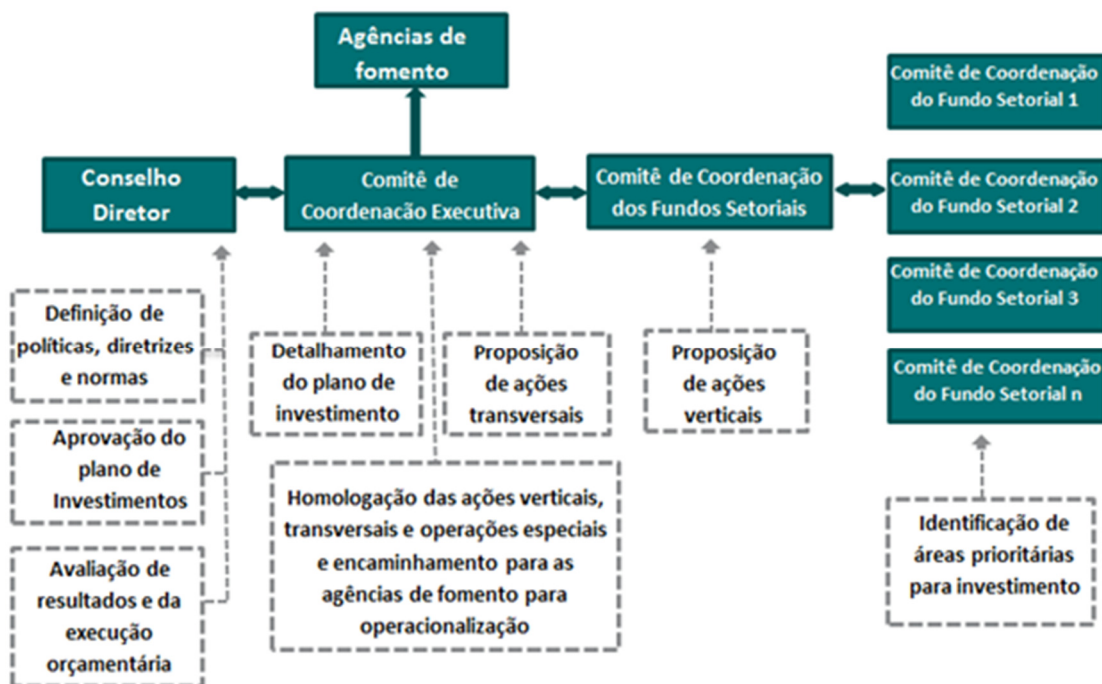 Agências de
fomento
Conselho
Diretor
Comitê de
Coordenacão Executiva
Comitê de Coordenação
dos Fundos Setoriais
Comitê de Coordenação
do Fundo Setorial 1
Comitê de Coordenação
do Fundo Setorial 2
Comitê de Coordenação
do Fundo Setorial 3
Comitê de Coordenação
do Fundo Setorial n
Definição de
políticas, diretrizes
e normas
Aprovação do
plano de
Investimentos
Avaliação de
resultados e da
execução
orçamentária
Detalhamento
do plano de
investimento
Proposição
de ações
transversais
Homologação das ações verticais,
transversais e operações especiais
e encaminhamento para as
agências de fomento para
operacionalização
Proposição
de ações
verticais
Identificação de
áreas prioritárias
para investimento